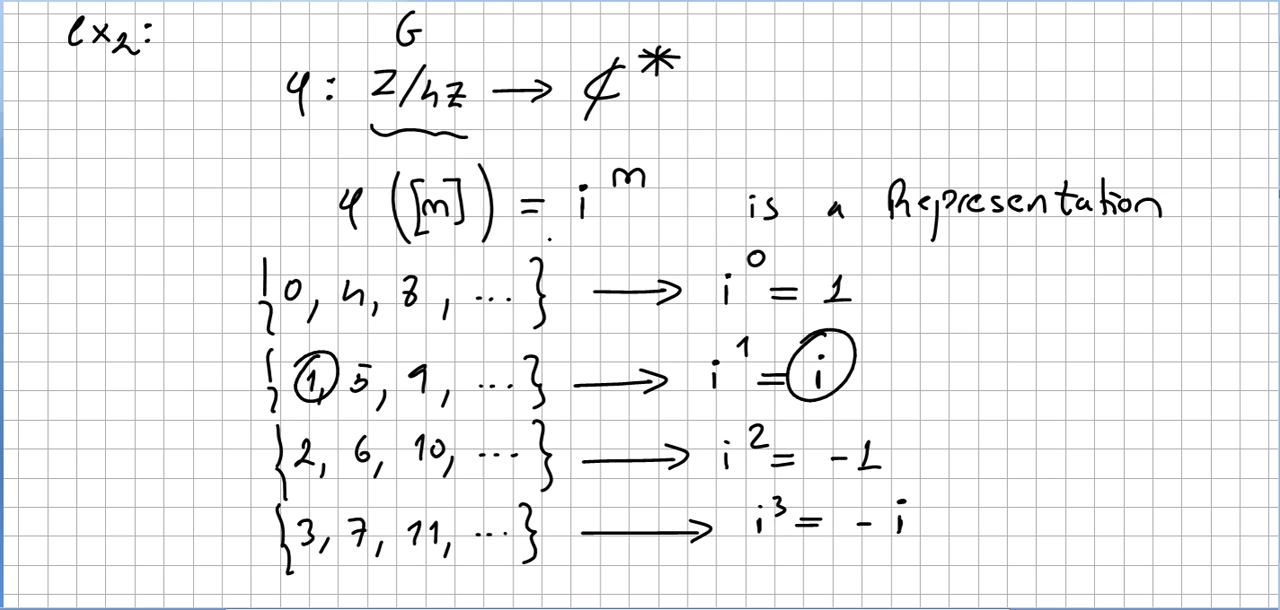 ex₂:
G
φ: Z/4Z → ℂ*
φ([m]) = i^m is a Representation
{0, 4, 8, ...} → i^0 = 1
{1, 5, 9, ...} → i^1 = i
{2, 6, 10, ...} → i^2 = -1
{3, 7, 11, ...} → i^3 = -i